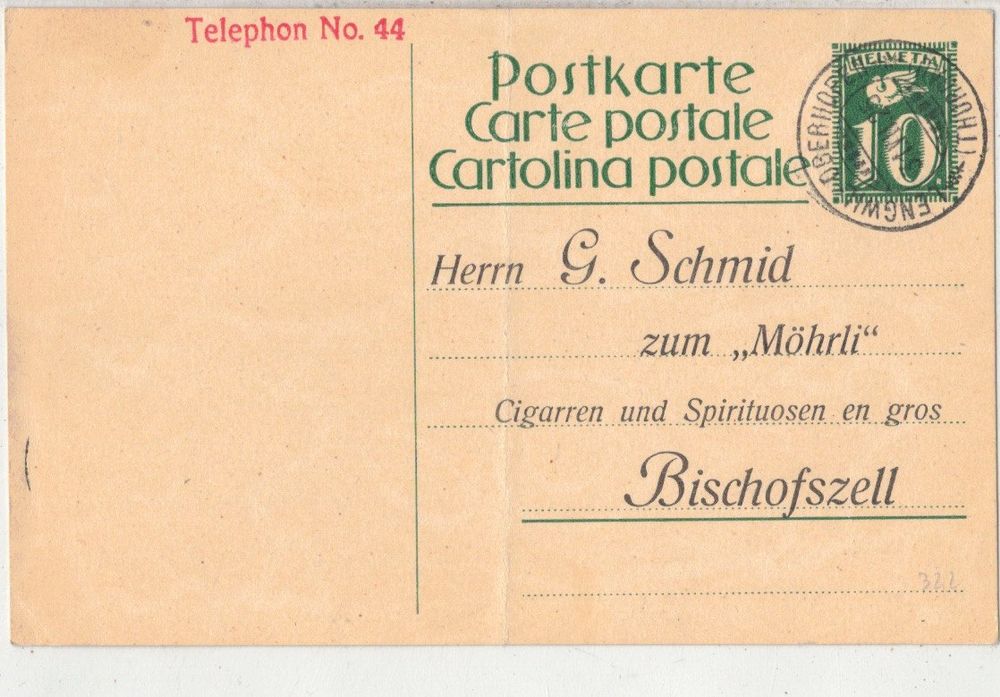 Telephon No. 44
Postkarte
Carte postale
Cartolina postale
HELVETIA
10
Herrn G. Schmid
zum „Möhrli“
Cigarren und Spirituosen en gros
Bischofszell
322